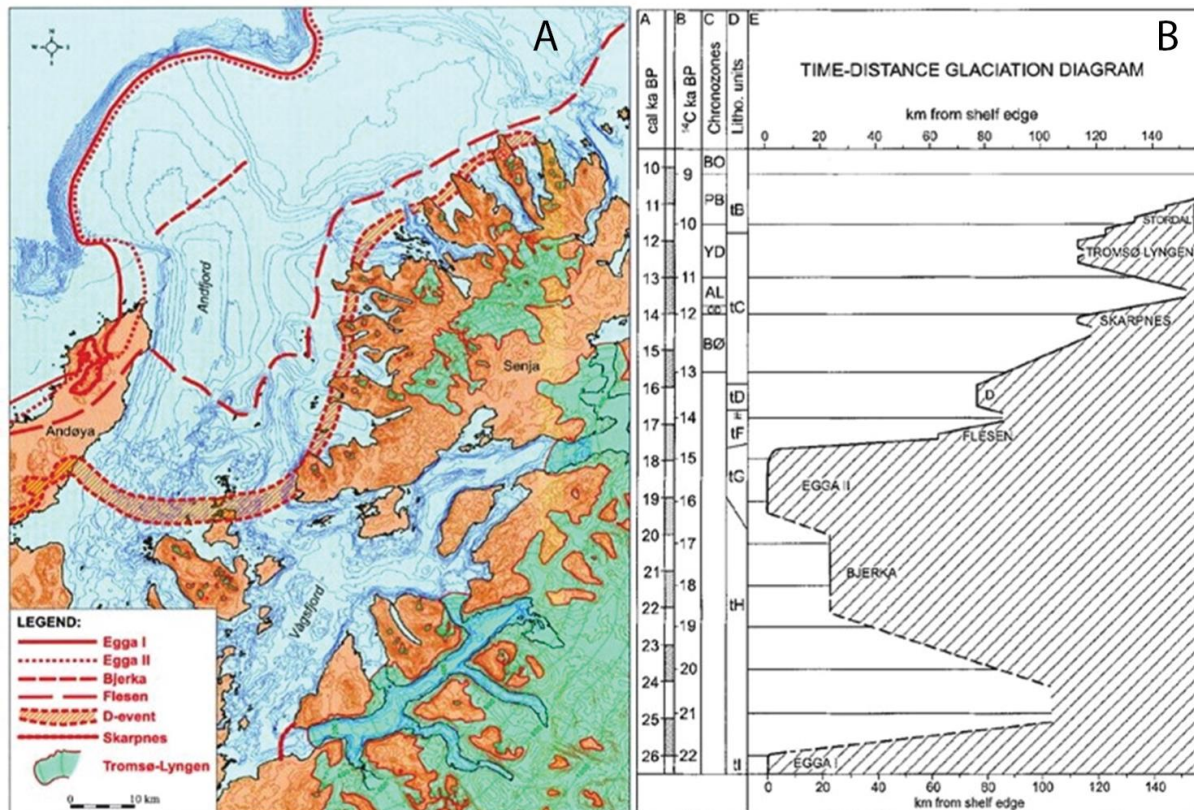 A
N
W
Andfjord
Senja
Andøya
Vågsfjord
LEGEND:
Egga I
Egga II
Bjerka
Flesen
D-event
Skarpnes
Tromsø-Lyngen
0 10 km
A B C D E
B
cal ka BP
¹⁴C ka BP
Chronozones
Litho. units
TIME-DISTANCE GLACIATION DIAGRAM
km from shelf edge
0 20 40 60 80 100 120 140
10
11
12
13
14
15
16
17
18
19
20
21
22
23
24
25
26
9
10
11
12
13
14
15
16
17
18
19
20
21
22
BO
PB
YD
AL
BØ
tB
tC
tD
tF
tG
tH
tI
STORDAL
TROMSØ-LYNGEN
SKARPNES
D
FLESEN
EGGA II
BJERKA
EGGA I
0 20 40 60 80 100 120 140
km from shelf edge